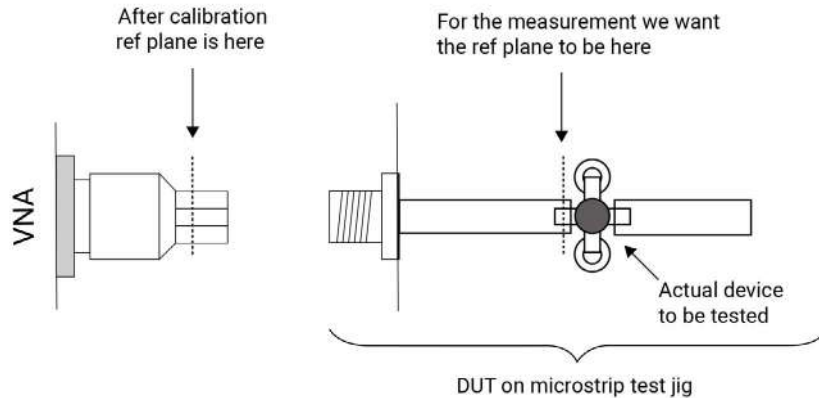 After calibration
ref plane is here
For the measurement we want
the ref plane to be here
VNA
Actual device
to be tested
DUT on microstrip test jig